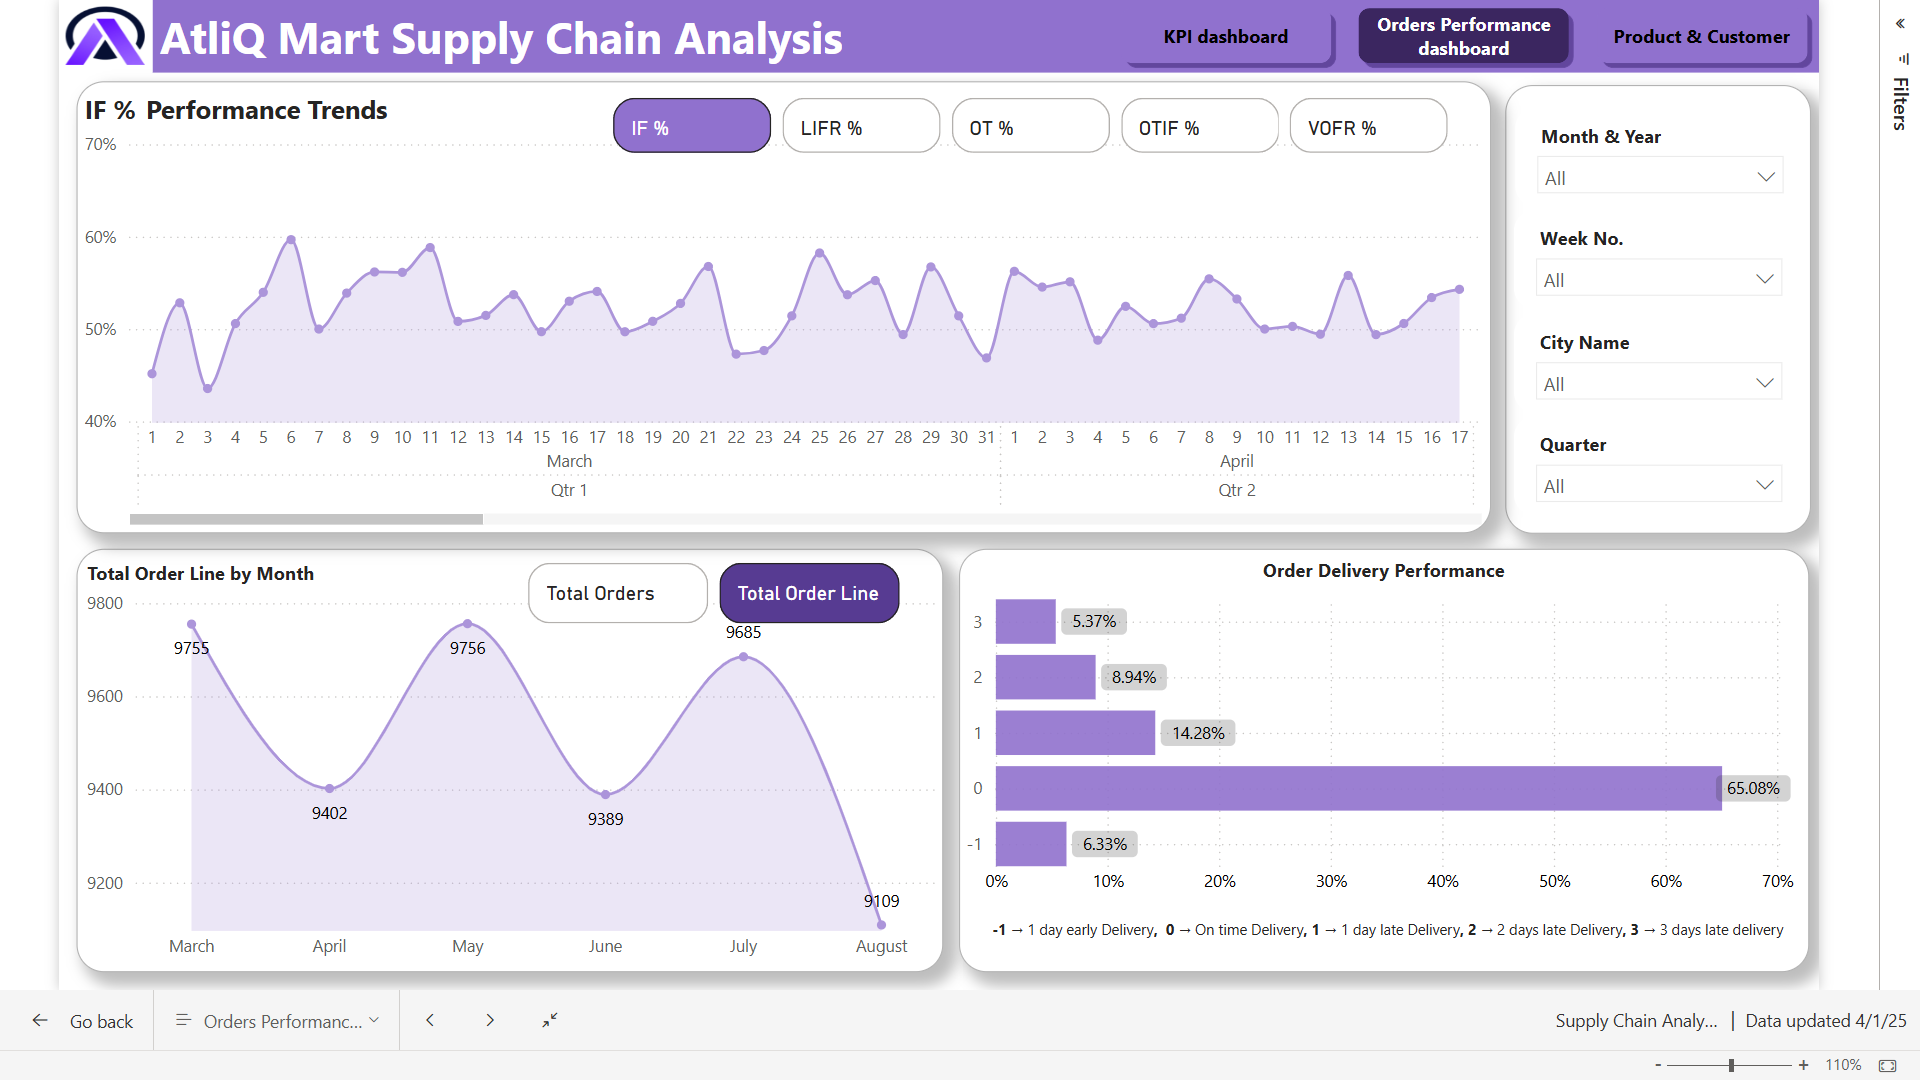 AtliQ Mart Supply Chain Analysis
KPI dashboard
Orders Performance
dashboard
Product & Customer
Filters
IF % Performance Trends
IF %
LIFR %
OT %
OTIF %
VOFR %
70%
60%
50%
40%
1 2 3 4 5 6 7 8 9 10 11 12 13 14 15 16 17 18 19 20 21 22 23 24 25 26 27 28 29 30 31 1 2 3 4 5 6 7 8 9 10 11 12 13 14 15 16 17
March
April
Qtr 1
Qtr 2
Month & Year
All
Week No.
All
City Name
All
Quarter
All
Total Order Line by Month
Total Orders
Total Order Line
9800
9600
9400
9200
9755
9402
9756
9389
9685
9109
March April May June July August
Order Delivery Performance
3
5.37%
2
8.94%
1
14.28%
0
65.08%
-1
6.33%
0% 10% 20% 30% 40% 50% 60% 70%
-1 → 1 day early Delivery, 0 → On time Delivery, 1 → 1 day late Delivery, 2 → 2 days late Delivery, 3 → 3 days late delivery
Go back
Orders Performanc...
Supply Chain Analy... | Data updated 4/1/25
- + 110%